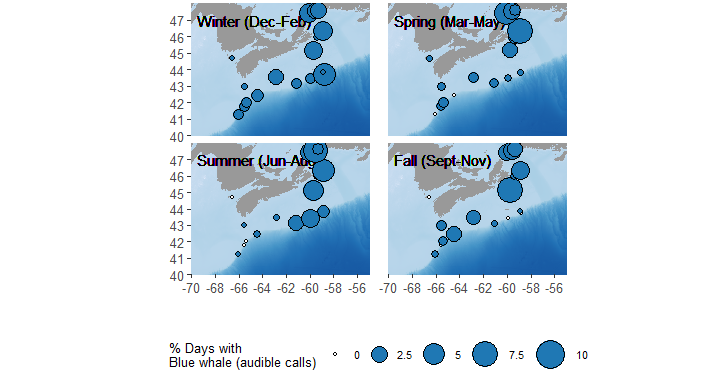 47
46
45
44
43
42
41
40
Winter (Dec-Feb)
Spring (Mar-May)
47
46
45
44
43
42
41
40
Summer (Jun-Aug
Fall (Sept-Nov)
-70 -68 -66 -64 -62 -60 -58 -56
-70 -68 -66 -64 -62 -60 -58 -56
% Days with
Blue whale (audible calls)
0 2.5 5 7.5 10